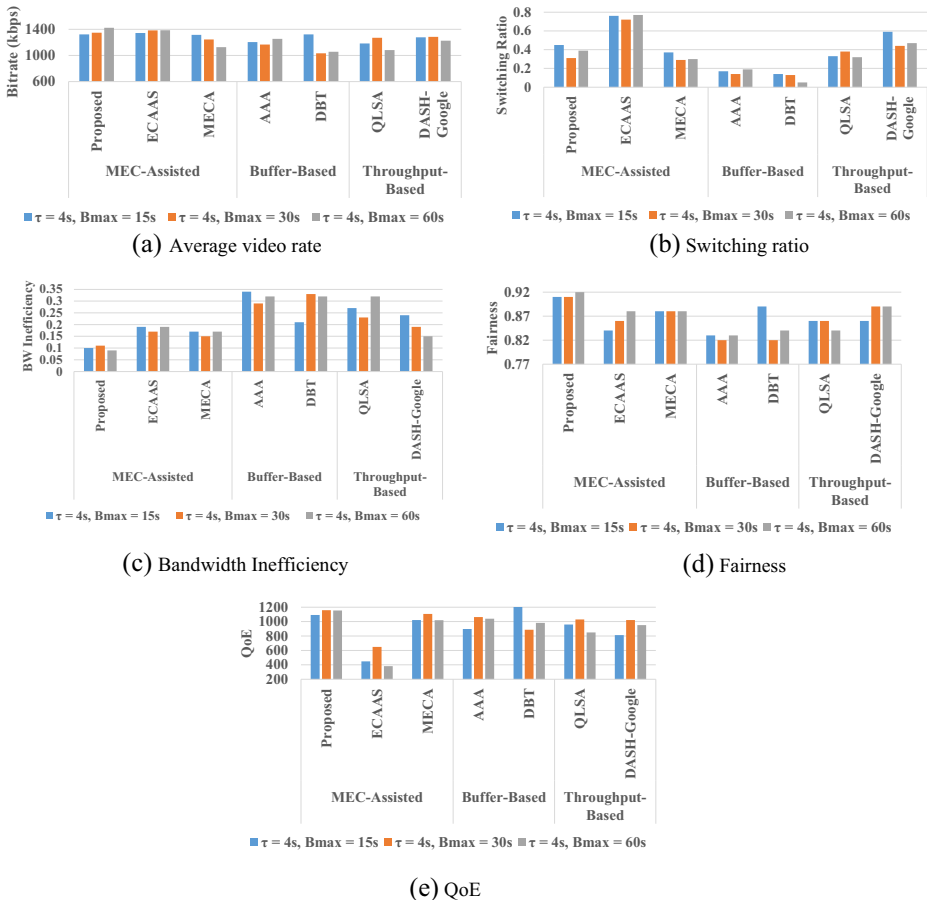 Bitrate (kbps)
1400
1000
600
Proposed
ECAAS
MECA
AAA
DBT
QLSA
DASH-
Google
MEC-Assisted
Buffer-Based
Throughput-
Based
τ = 4s, Bmax = 15s
τ = 4s, Bmax = 30s
τ = 4s, Bmax = 60s
(a) Average video rate
Switching Ratio
0.8
0.6
0.4
0.2
0
Proposed
ECAAS
MECA
AAA
DBT
QLSA
DASH-
Google
MEC-Assisted
Buffer-Based
Throughput-
Based
τ = 4s, Bmax = 15s
τ = 4s, Bmax = 30s
τ = 4s, Bmax = 60s
(b) Switching ratio
BW Inefficiency
0.35
0.3
0.25
0.2
0.15
0.1
0.05
0
Proposed
ECAAS
MECA
AAA
DBT
QLSA
DASH-Google
MEC-Assisted
Buffer-Based
Throughput-
Based
τ = 4s, Bmax = 15s
τ = 4s, Bmax = 30s
τ = 4s, Bmax = 60s
(c) Bandwidth Inefficiency
Fairness
0.92
0.87
0.82
0.77
Proposed
ECAAS
MECA
AAA
DBT
QLSA
DASH-Google
MEC-Assisted
Buffer-Based
Throughput-
Based
τ = 4s, Bmax = 15s
τ = 4s, Bmax = 30s
τ = 4s, Bmax = 60s
(d) Fairness
QoE
1200
1000
800
600
400
200
Proposed
ECAAS
MECA
AAA
DBT
QLSA
DASH-Google
MEC-Assisted
Buffer-Based
Throughput-
Based
τ = 4s, Bmax = 15s
τ = 4s, Bmax = 30s
τ = 4s, Bmax = 60s
(e) QoE